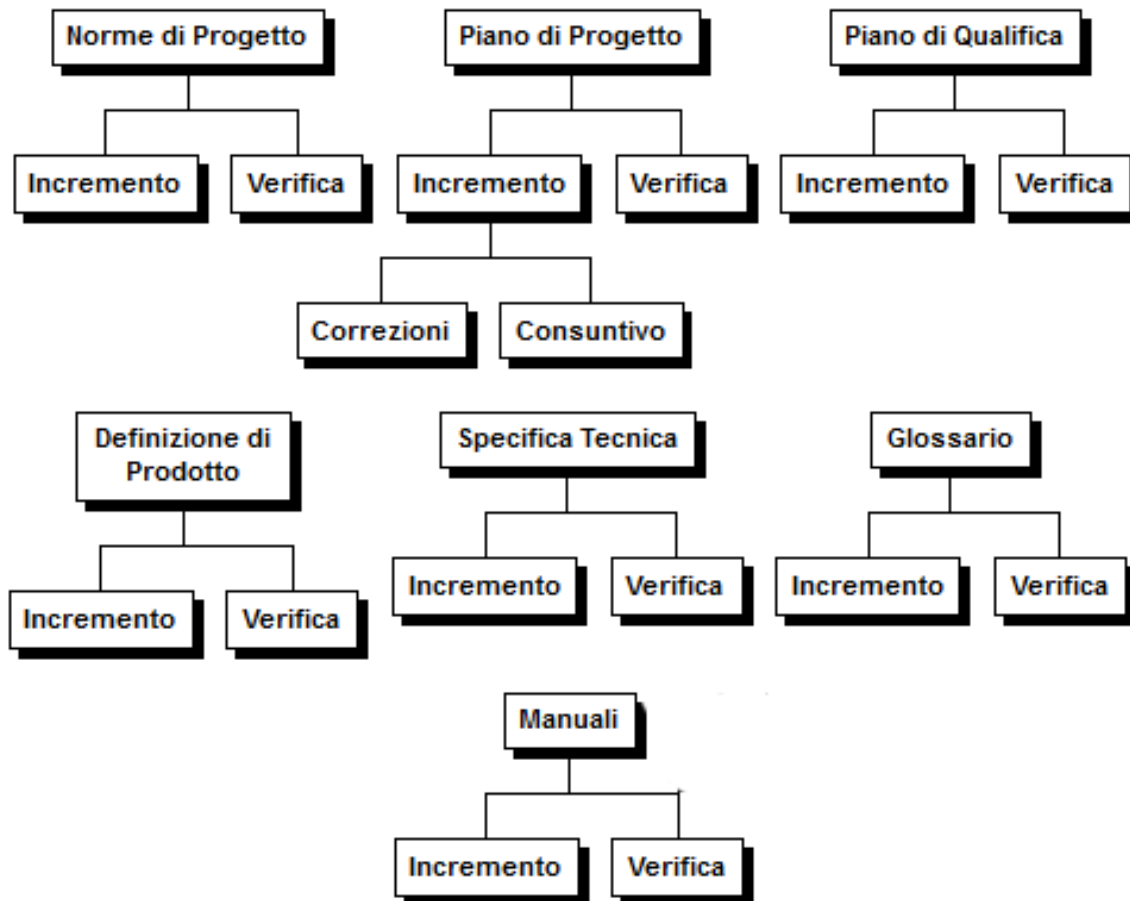 Norme di Progetto
Piano di Progetto
Piano di Qualifica
Incremento
Verifica
Incremento
Verifica
Incremento
Verifica
Correzioni
Consuntivo
Definizione di
Prodotto
Specifica Tecnica
Glossario
Incremento
Verifica
Incremento
Verifica
Incremento
Verifica
Manuali
Incremento
Verifica